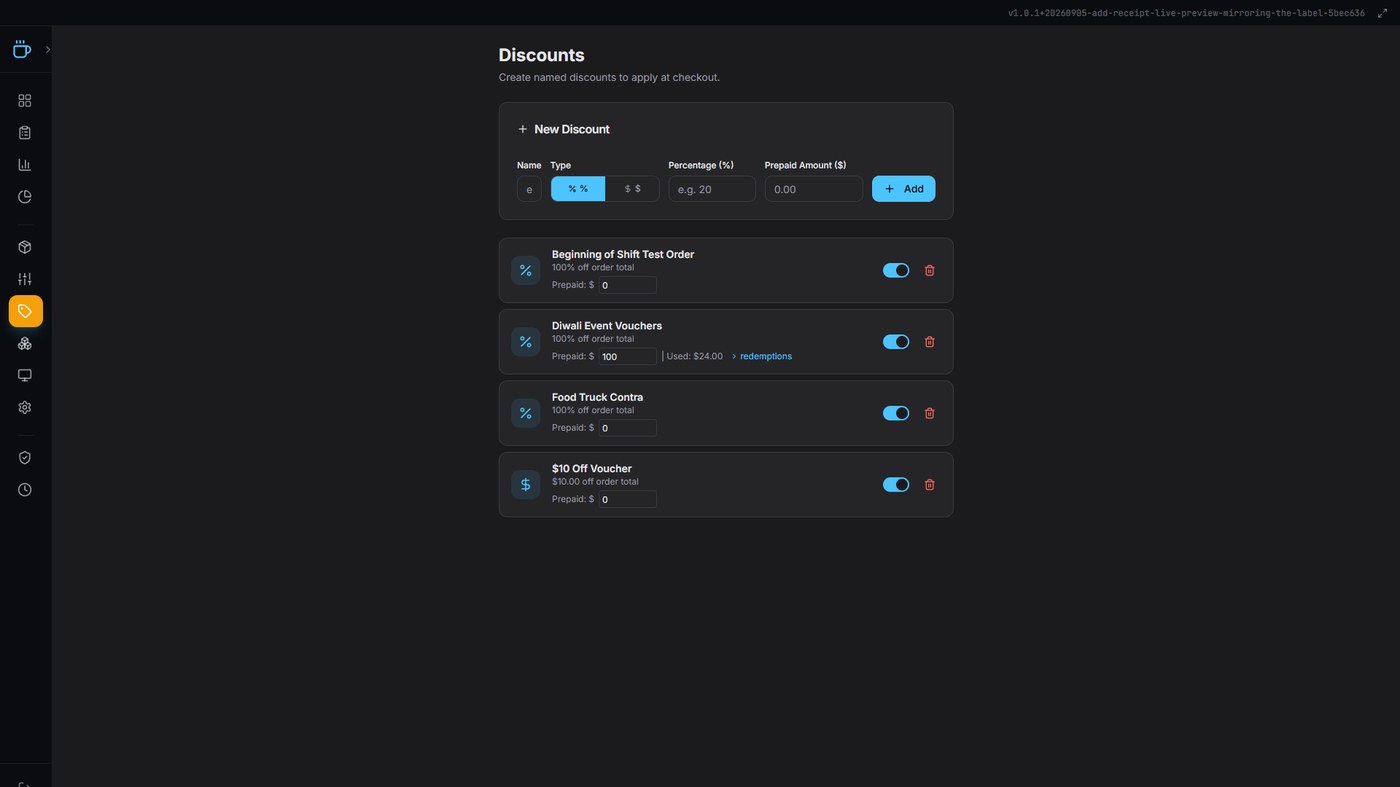 v1.0.1+20260905-add-receipt-live-preview-mirroring-the-label-5bec636
Discounts
Create named discounts to apply at checkout.
+ New Discount
Name Type Percentage (%) Prepaid Amount ($)
e % % $ $ e.g. 20 0.00 + Add
Beginning of Shift Test Order
100% off order total
Prepaid: $ 0
Diwali Event Vouchers
100% off order total
Prepaid: $ 100 | Used: $24.00 > redemptions
Food Truck Contra
100% off order total
Prepaid: $ 0
$10 Off Voucher
$10.00 off order total
Prepaid: $ 0